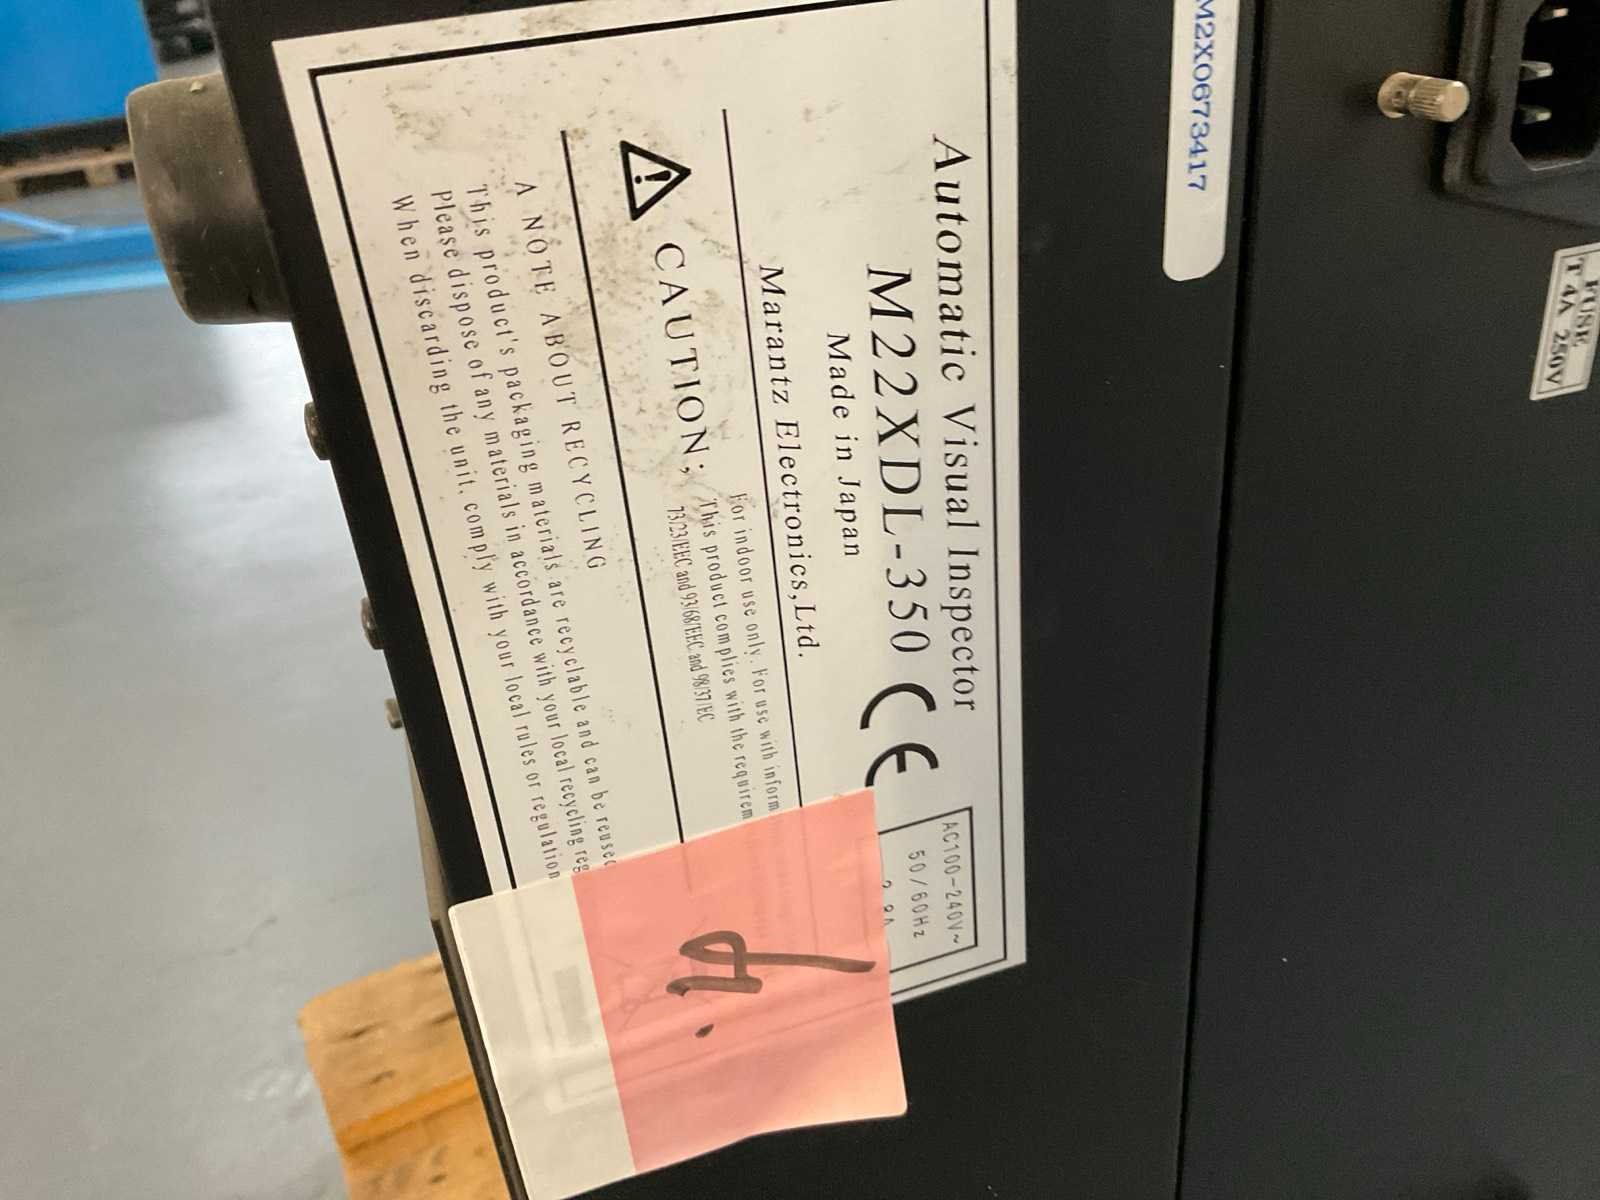 Automatic Visual Inspector
M22XDL-350 CE
Made in Japan
Marantz Electronics,Ltd.
AC100-240V~
50/60Hz
CAUTION;
For indoor use only. For use with inform
This product complies with the requirem
73/23/EEC and 93/68/EEC and 98/37/EC
A NOTE ABOUT RECYCLING
This product's packaging materials are recyclable and can be reused
Please dispose of any materials in accordance with your local recycling reg
When discarding the unit, comply with your local rules or regulation
M2X0673417
FUSE
T 4A 250V